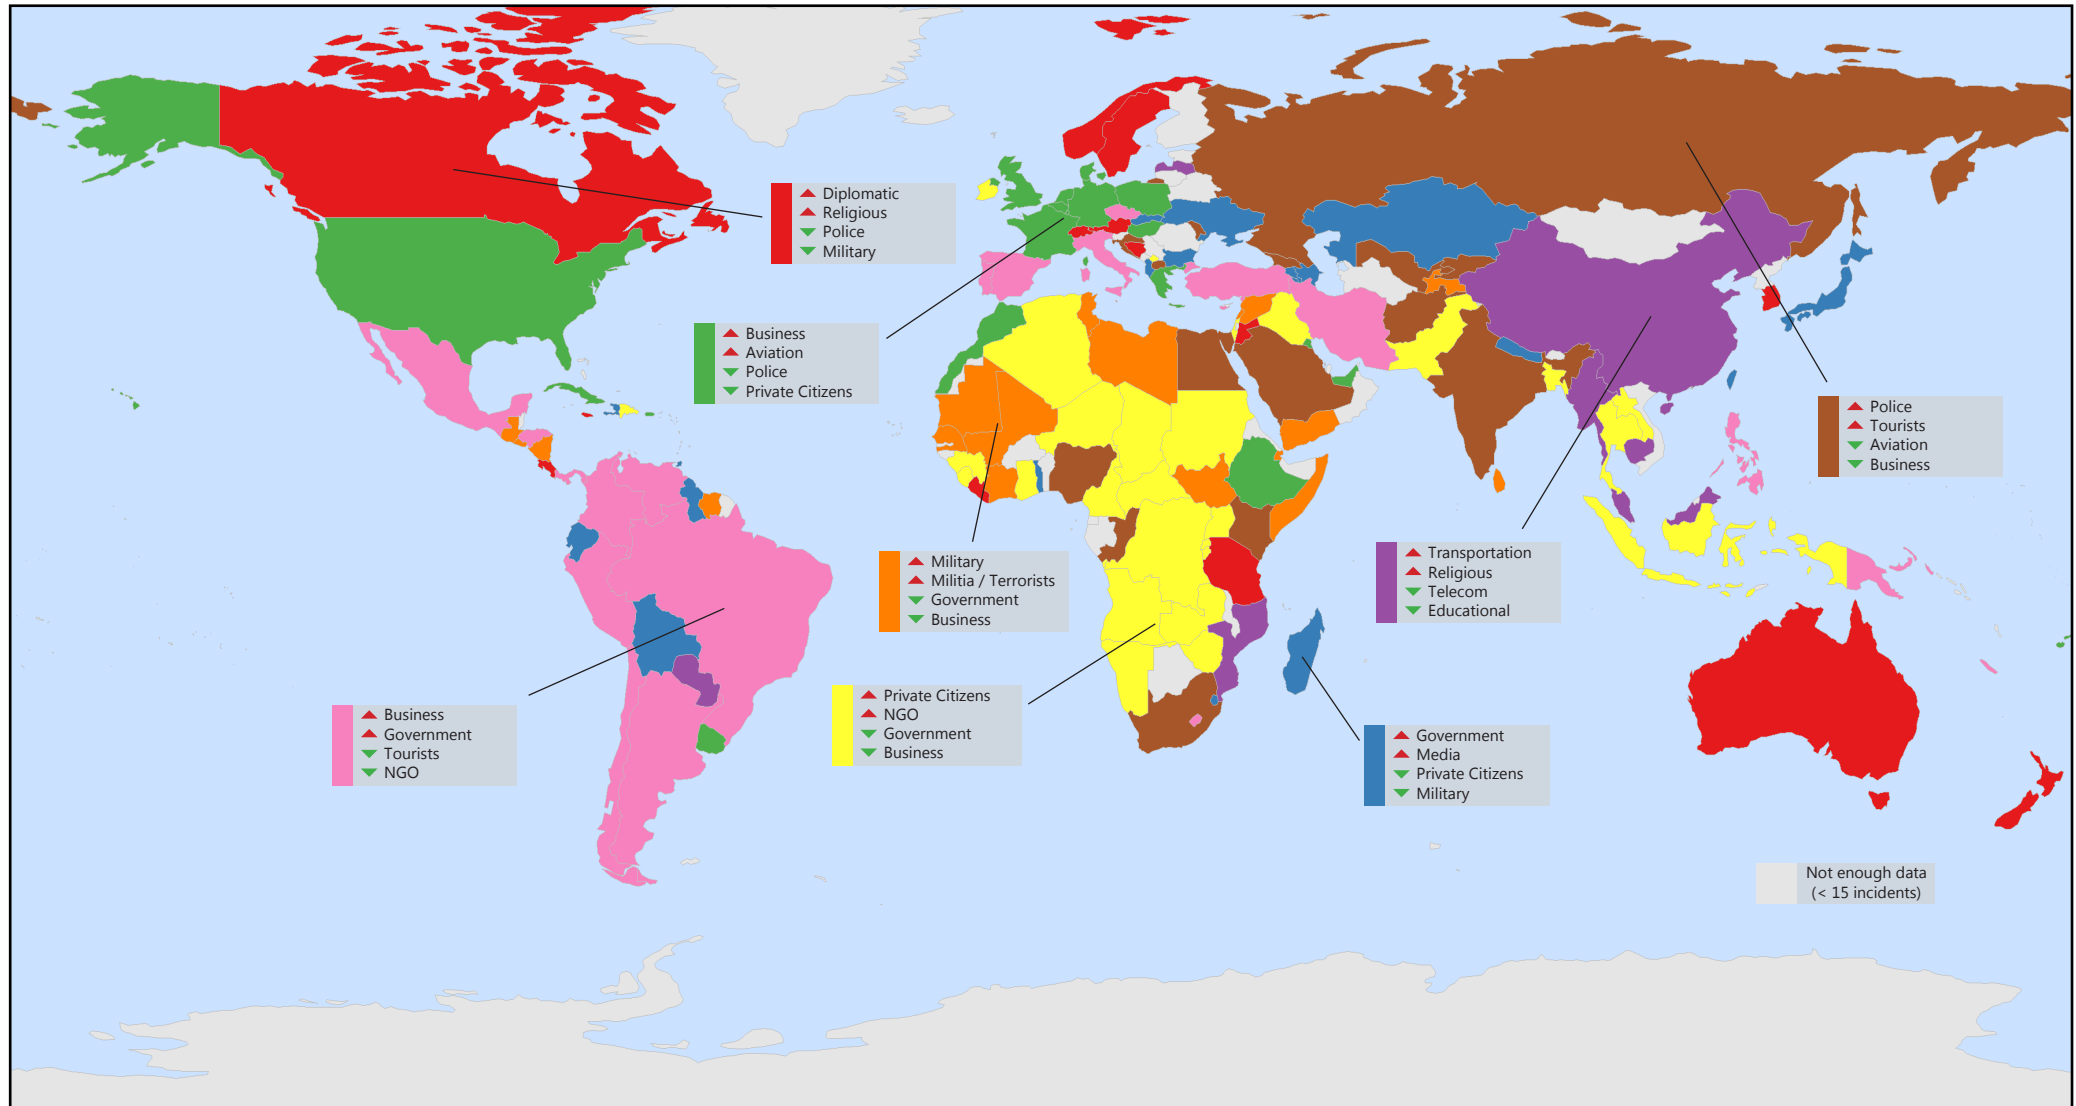 Diplomatic
Religious
Police
Military
Business
Aviation
Police
Private Citizens
Police
Tourists
Aviation
Business
Military
Militia / Terrorists
Government
Business
Transportation
Religious
Telecom
Educational
Business
Government
Tourists
NGO
Private Citizens
NGO
Government
Business
Government
Media
Private Citizens
Military
Not enough data
(< 15 incidents)